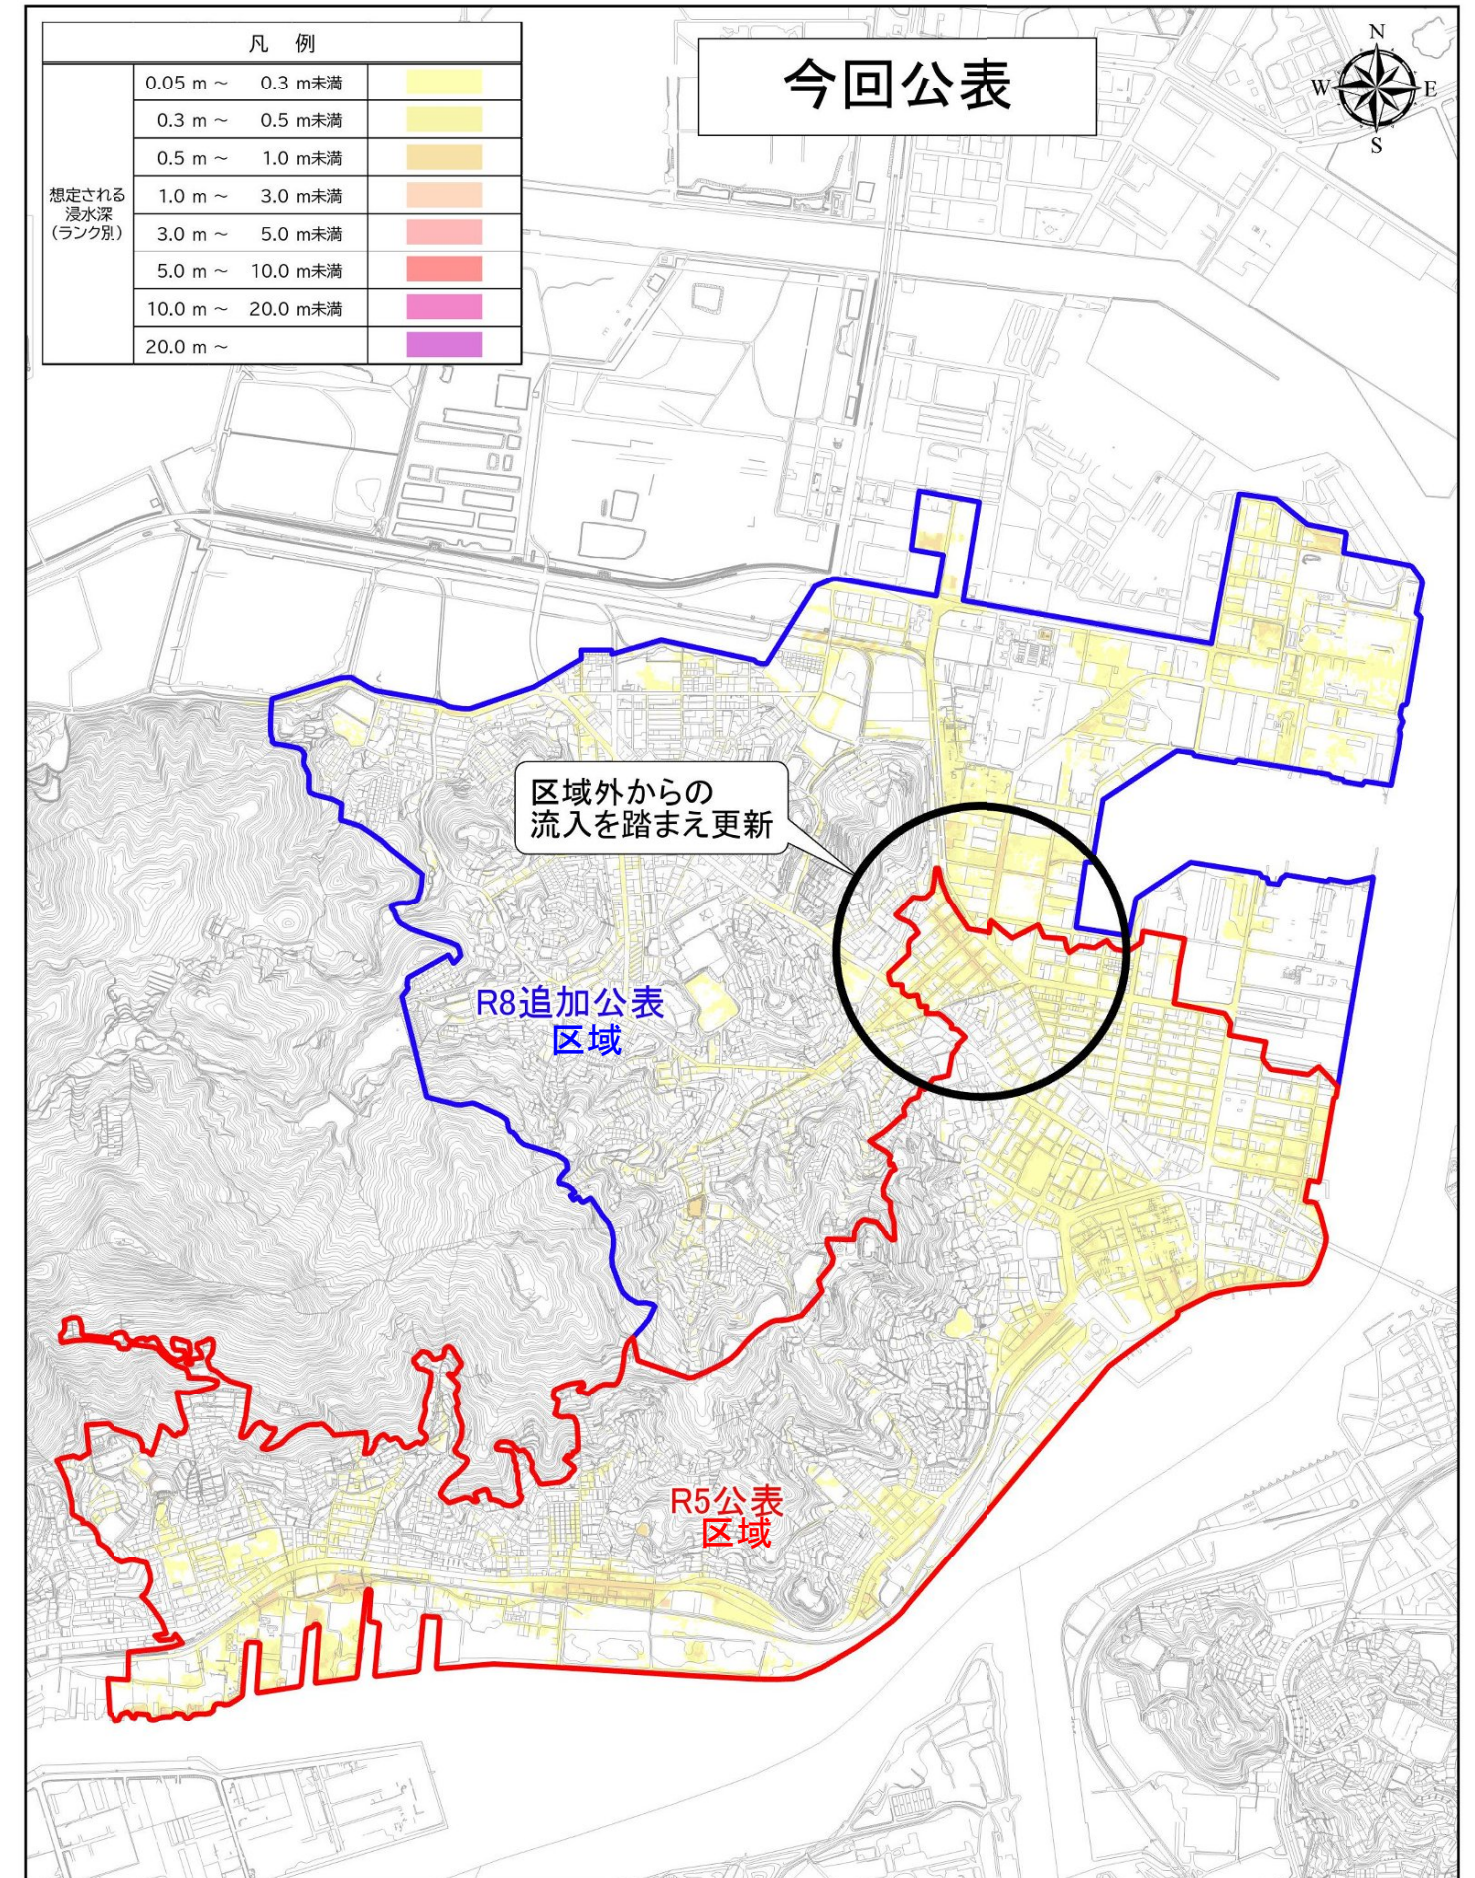 凡 例
想定される
浸水深
(ランク別)
0.05 m ～ 0.3 m未満
0.3 m ～ 0.5 m未満
0.5 m ～ 1.0 m未満
1.0 m ～ 3.0 m未満
3.0 m ～ 5.0 m未満
5.0 m ～ 10.0 m未満
10.0 m ～ 20.0 m未満
20.0 m ～
今回公表
N
W
E
S
区域外からの
流入を踏まえ更新
R8追加公表
区域
R5公表
区域